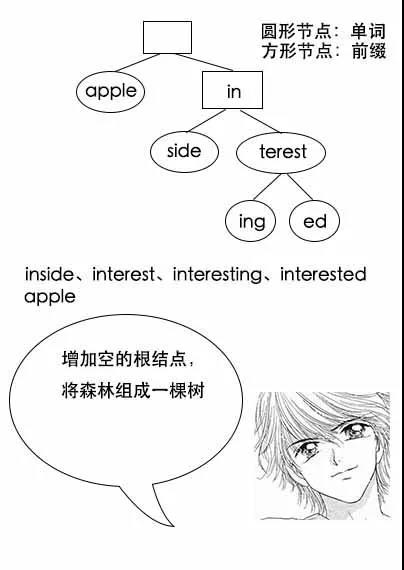 圆形节点：单词
方形节点：前缀
apple
in
side
terest
ing
ed
inside、interest、interesting、interested
apple
增加空的根结点，
将森林组成一棵树